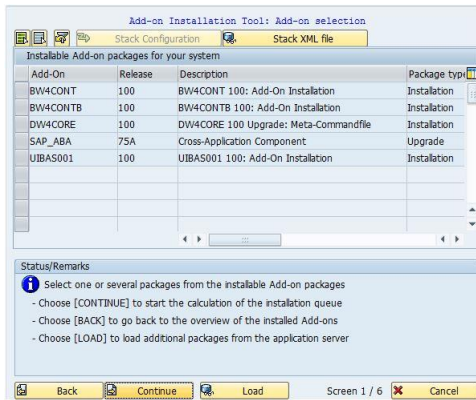 Add-on Installation Tool: Add-on selection
Stack Configuration Stack XML file
Installable Add-on packages for your system
Add-On Release Description Package type
BW4CONT 100 BW4CONT 100: Add-On Installation Installation
BW4CONTB 100 BW4CONTB 100: Add-On Installation Installation
DW4CORE 100 DW4CORE 100 Upgrade: Meta-Commandfile Installation
SAP_ABA 75A Cross-Application Component Upgrade
UIBAS001 100 UIBAS001 100: Add-On Installation Installation
Status/Remarks
Select one or several packages from the installable Add-on packages
- Choose [CONTINUE] to start the calculation of the installation queue
- Choose [BACK] to go back to the overview of the installed Add-ons
- Choose [LOAD] to load additional packages from the application server
Back Continue Load Screen 1 / 6 Cancel